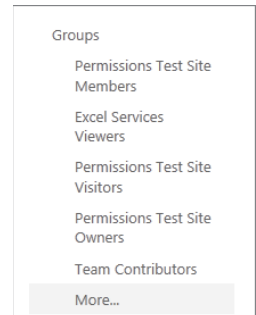 Groups
Permissions Test Site
Members
Excel Services
Viewers
Permissions Test Site
Visitors
Permissions Test Site
Owners
Team Contributors
More...